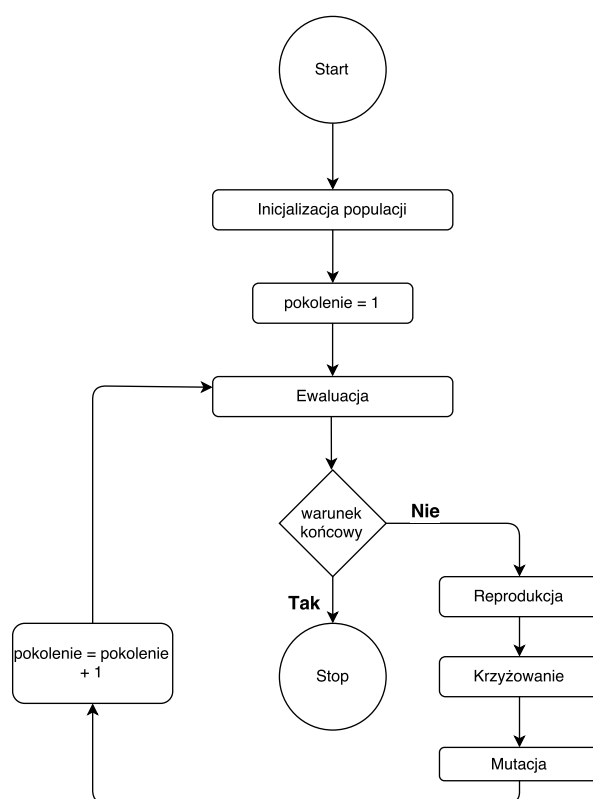 Start
Inicjalizacja populacji
pokolenie = 1
Ewaluacja
warunek
końcowy
Nie
Tak
Reprodukcja
pokolenie = pokolenie
+ 1
Stop
Krzyżowanie
Mutacja